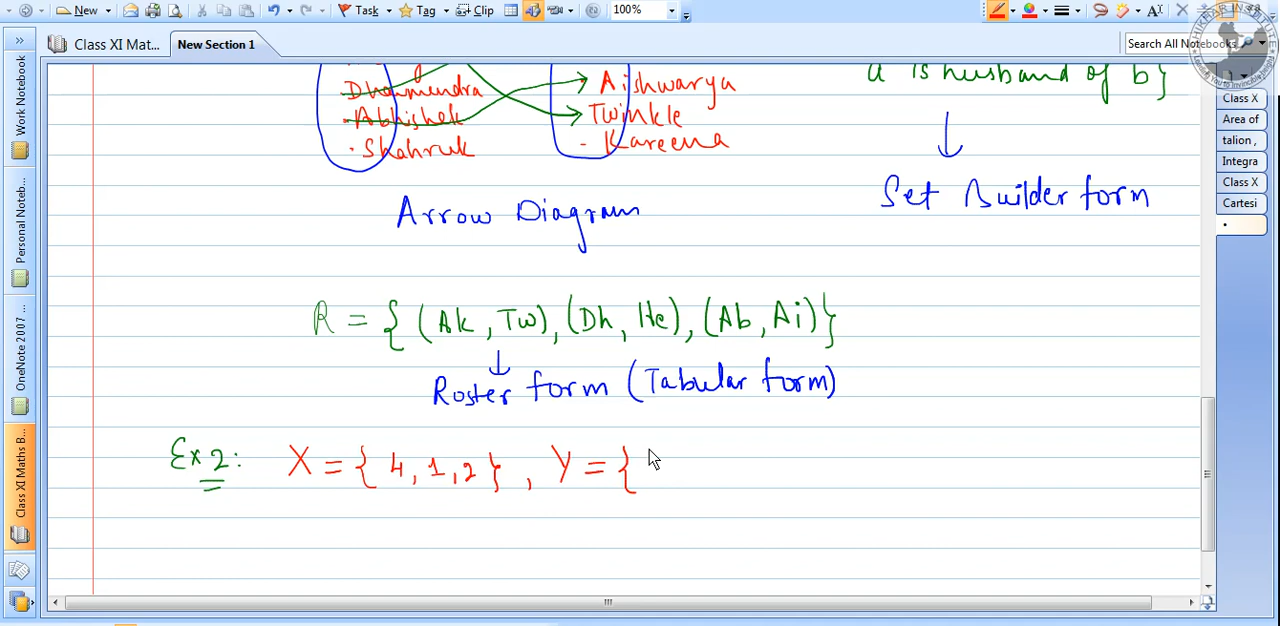 New Task Tag Clip 100%
Class XI Mat... New Section 1 Search All Notebooks
a is husband of b}
Dharmendra Aishwarya
Abhishek Twinkle
Shahruk Kareena
Arrow Diagram
Set Builder form
R = { (Ak, Tw), (Dh, He), (Ab, Ai)}
Roster form (Tabular form)
Ex 2: X = { 4, 1, 2 }, Y = {
Work Notebook
Personal Noteb...
OneNote 2007 ...
Class XI Maths B...
Class X
Area of
talion ,
Integra
Class X
Cartesi